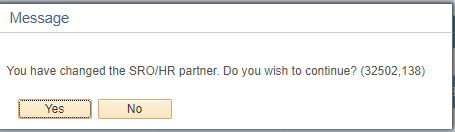 Message
You have changed the SRO/HR partner. Do you wish to continue? (32502,138)
Yes No